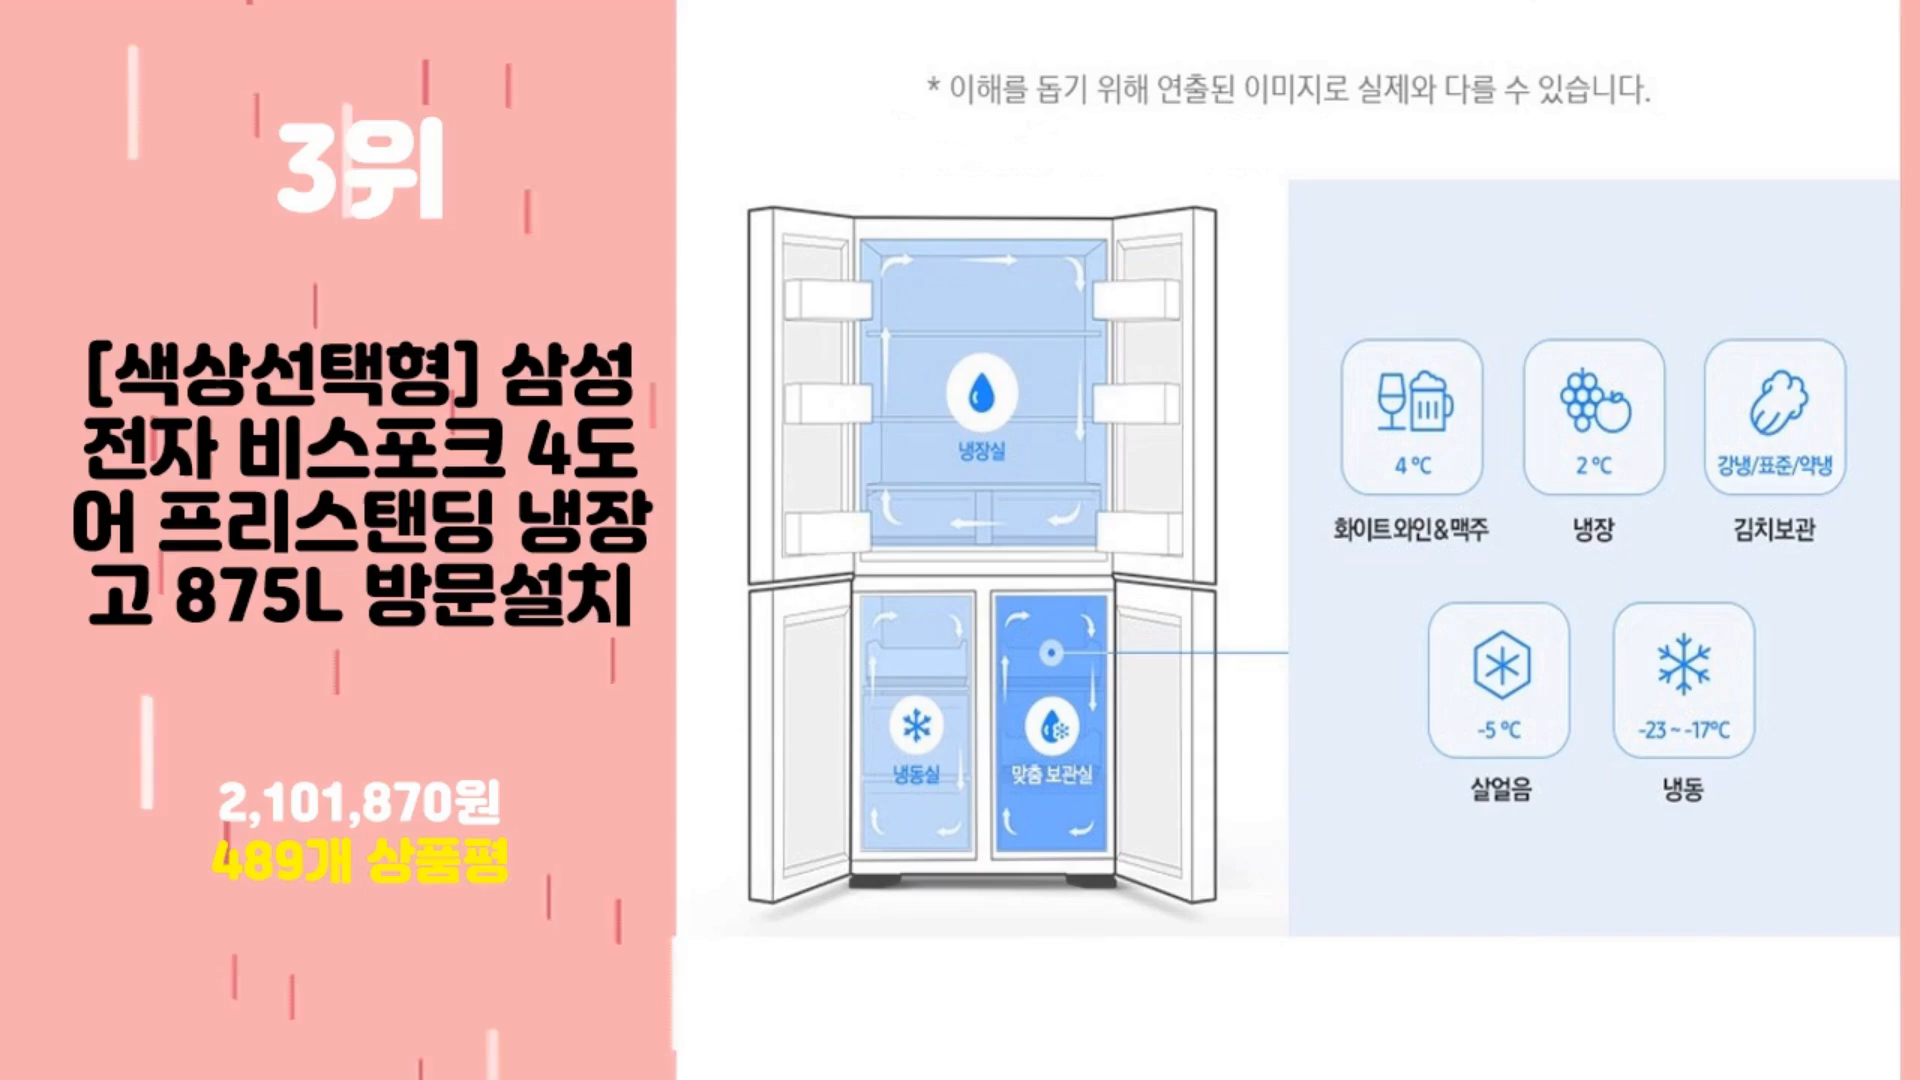 3위
[색상선택형] 삼성
전자 비스포크 4도
어 프리스탠딩 냉장
고 875L 방문설치
2,101,870원
489개 상품평
* 이해를 돕기 위해 연출된 이미지로 실제와 다를 수 있습니다.
냉장실
냉동실
맞춤 보관실
4 ℃
2 ℃
강냉/표준/약냉
화이트 와인&맥주
냉장
김치보관
-5 ℃
-23 ~ -17℃
살얼음
냉동